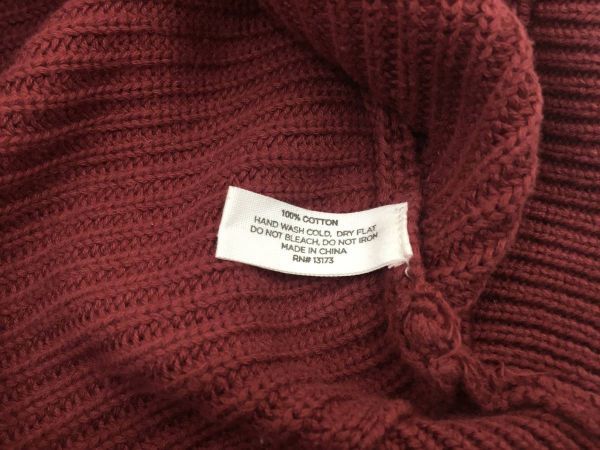 100% COTTON
HAND WASH COLD, DRY FLAT
DO NOT BLEACH, DO NOT IRON
MADE IN CHINA
RN# 13173